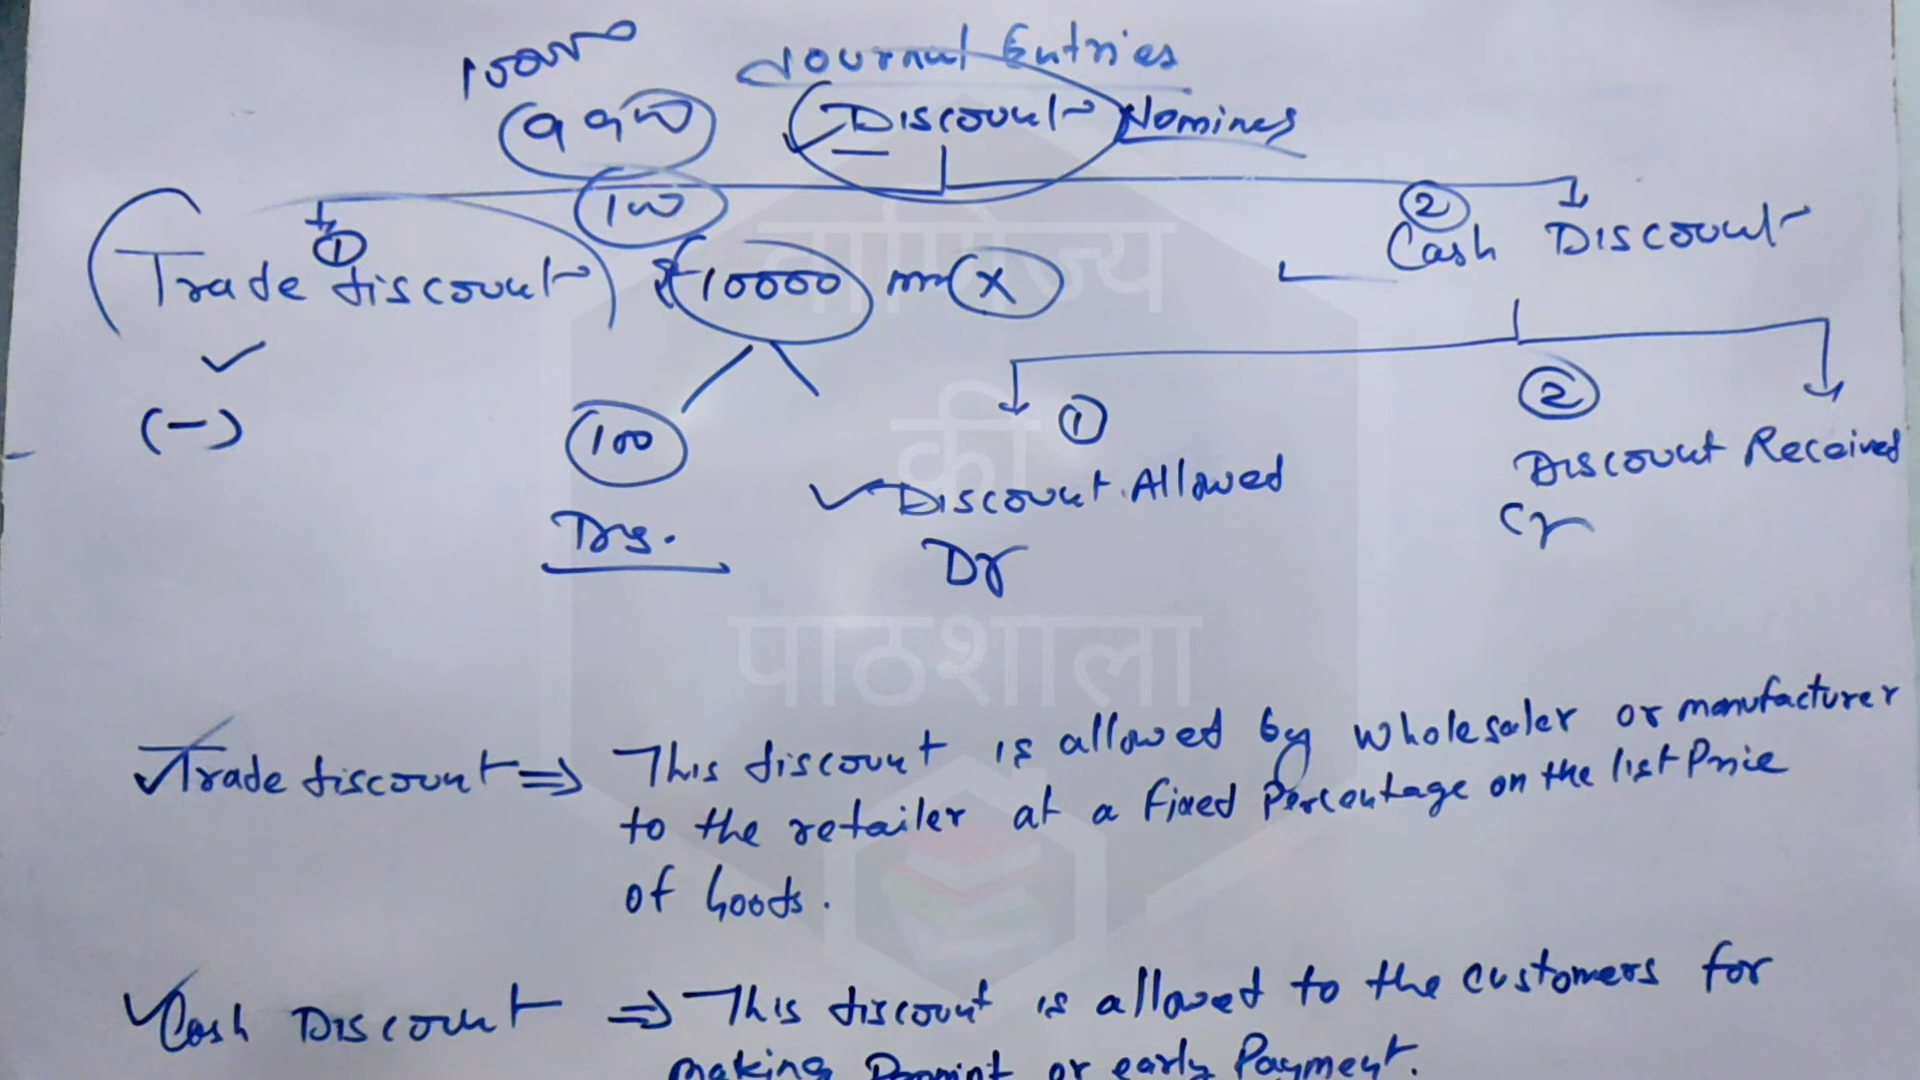 Journal Entries
10000
9900
Discount Nominal
100
① Trade discount
₹ 10000 X
② Cash Discount
(-)
100
Dis.
① Discount Allowed
Dr
② Discount Received
Cr
वाणिज्य
की
पाठशाला
Trade discount ⇒ This discount is allowed by wholesaler or manufacturer
to the retailer at a fixed Percentage on the list Price
of Goods.
Cash Discount ⇒ This discount is allowed to the customers for
making Prompt or early Payment.